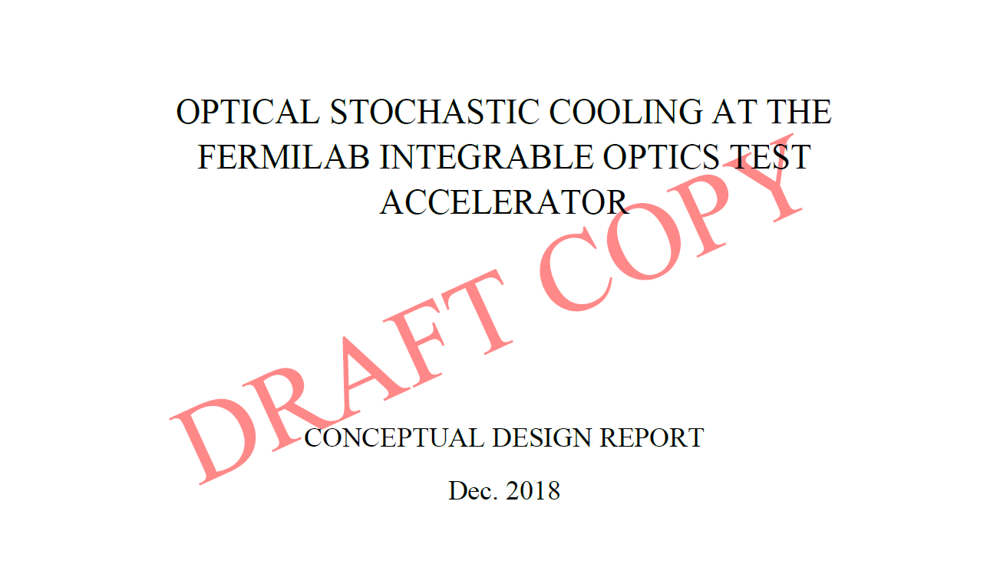 OPTICAL STOCHASTIC COOLING AT THE
FERMILAB INTEGRABLE OPTICS TEST
ACCELERATOR
DRAFT COPY
CONCEPTUAL DESIGN REPORT
Dec. 2018